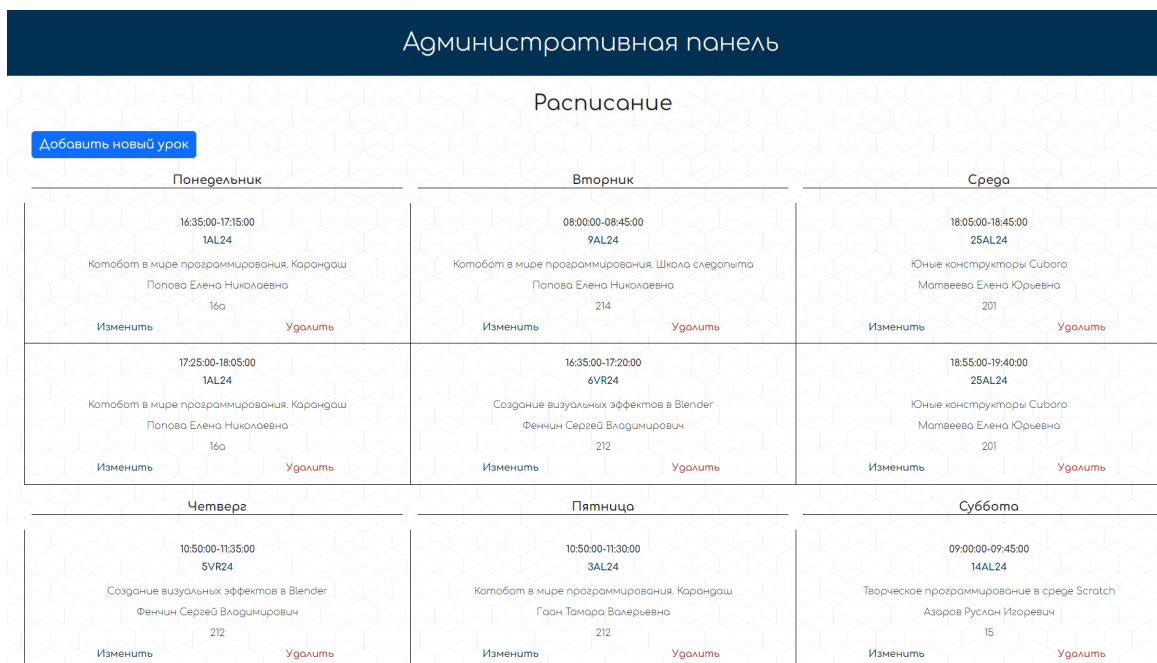 Административная панель
Расписание
Добавить новый урок
Понедельник
16:35:00-17:15:00
1AL24
Котобот в мире программирования. Карандаш
Попова Елена Николаевна
16а
Изменить Удалить
17:25:00-18:05:00
1AL24
Котобот в мире программирования. Карандаш
Попова Елена Николаевна
16а
Изменить Удалить
Вторник
08:00:00-08:45:00
9AL24
Котобот в мире программирования. Школа следопыта
Попова Елена Николаевна
214
Изменить Удалить
16:35:00-17:20:00
6VR24
Создание визуальных эффектов в Blender
Фенчин Сергей Владимирович
212
Изменить Удалить
Среда
18:05:00-18:45:00
25AL24
Юные конструкторы Cuboro
Матвеева Елена Юрьевна
201
Изменить Удалить
18:55:00-19:40:00
25AL24
Юные конструкторы Cuboro
Матвеева Елена Юрьевна
201
Изменить Удалить
Четверг
10:50:00-11:35:00
5VR24
Создание визуальных эффектов в Blender
Фенчин Сергей Владимирович
212
Изменить Удалить
Пятница
10:50:00-11:30:00
3AL24
Котобот в мире программирования. Карандаш
Гаан Тамара Валерьевна
212
Изменить Удалить
Суббота
09:00:00-09:45:00
14AL24
Творческое программирование в среде Scratch
Азаров Руслан Игоревич
15
Изменить Удалить